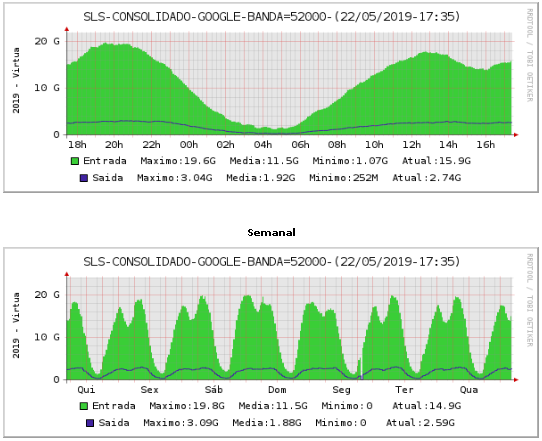 SLS-CONSOLIDADO-GOOGLE-BANDA=52000-(22/05/2019-17:35)
RRDTOOL / TOBI OETIKER
2019 - Virtua
20 G
10 G
0
18h 20h 22h 00h 02h 04h 06h 08h 10h 12h 14h 16h
Entrada Maximo:19.6G Media:11.5G Minimo:1.07G Atual:15.9G
Saida Maximo:3.04G Media:1.92G Minimo:252M Atual:2.74G
Semanal
SLS-CONSOLIDADO-GOOGLE-BANDA=52000-(22/05/2019-17:35)
RRDTOOL / TOBI OETIKER
2019 - Virtua
20 G
10 G
0
Qui Sex Sáb Dom Seg Ter Qua
Entrada Maximo:19.8G Media:11.5G Minimo:0 Atual:14.9G
Saida Maximo:3.09G Media:1.88G Minimo:0 Atual:2.59G